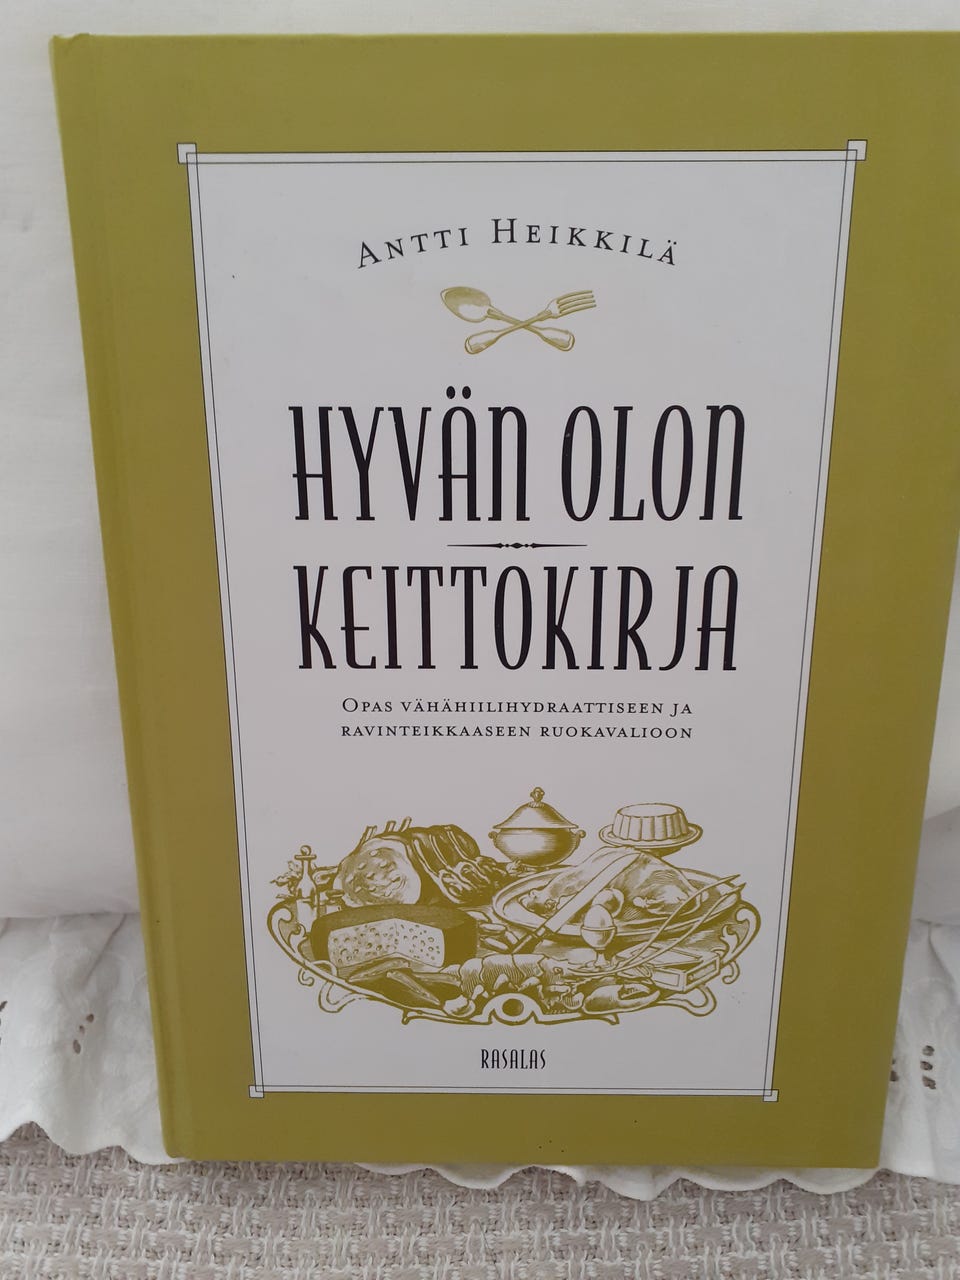 Antti Heikkilä
HYVÄN OLON
KEITTOKIRJA
Opas vähähiilihydraattiseen ja
ravinteikkaaseen ruokavalioon
RASALAS